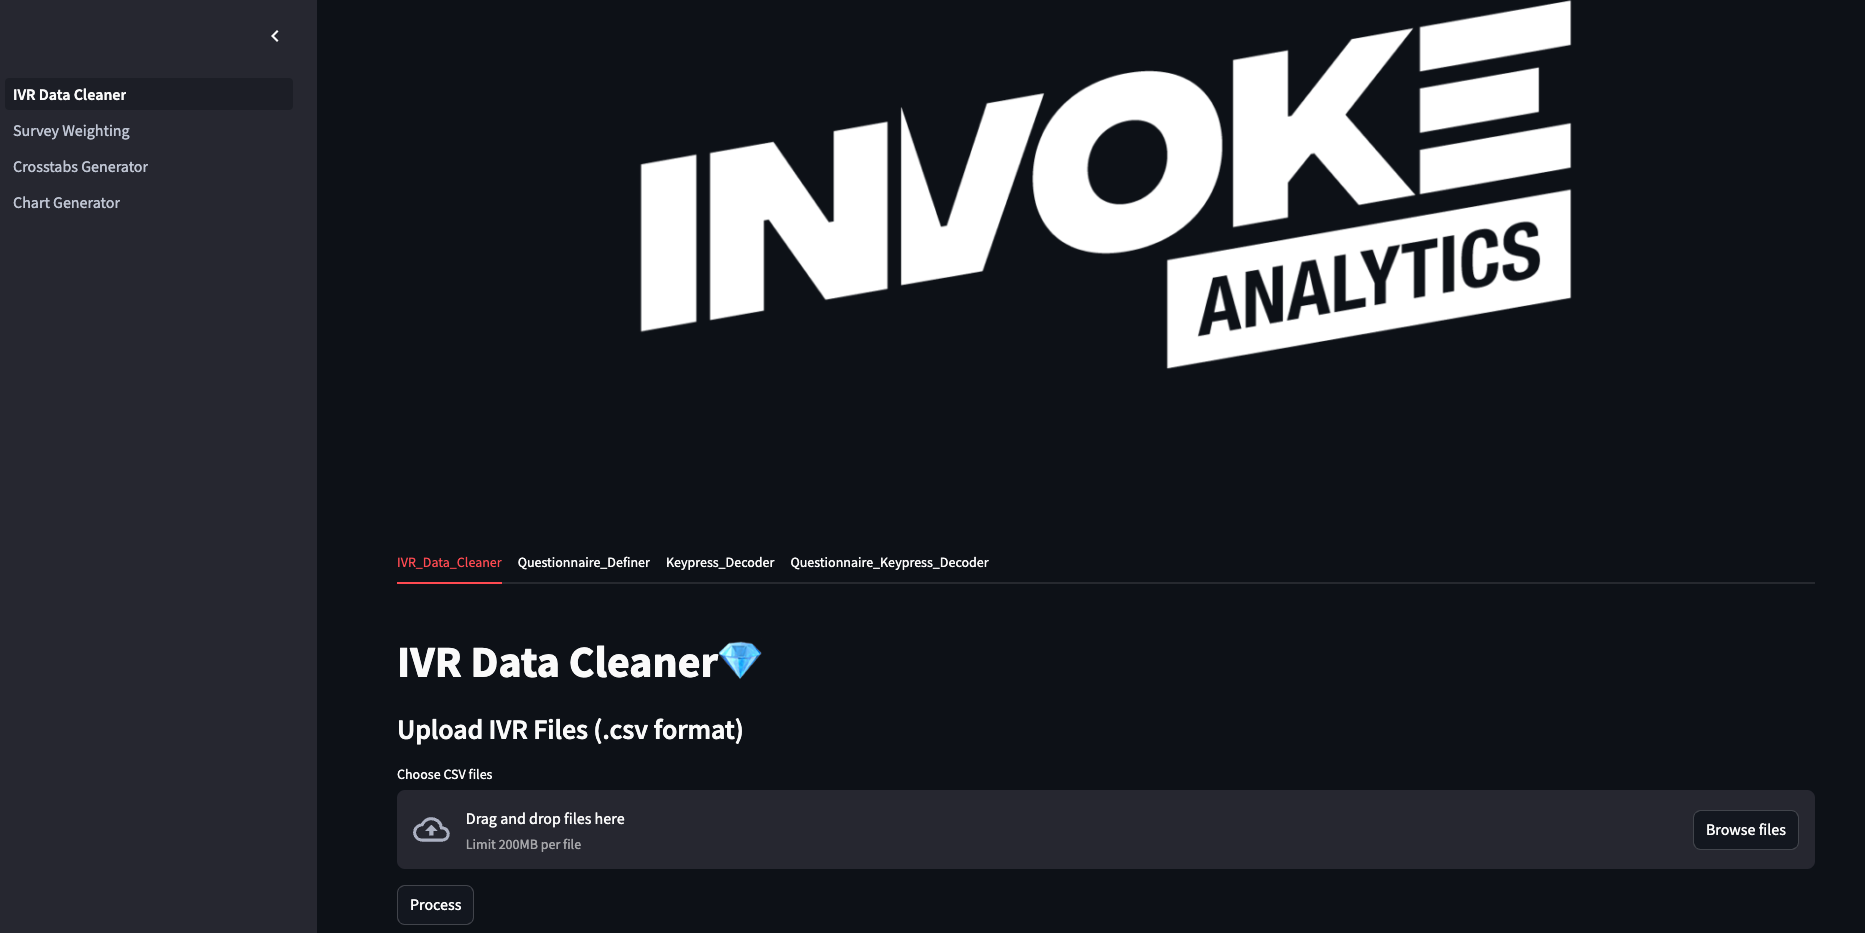 IVR Data Cleaner
Survey Weighting
Crosstabs Generator
Chart Generator
INVOKE
ANALYTICS
IVR_Data_Cleaner Questionnaire_Definer Keypress_Decoder Questionnaire_Keypress_Decoder
IVR Data Cleaner💎
Upload IVR Files (.csv format)
Choose CSV files
Drag and drop files here
Limit 200MB per file
Browse files
Process